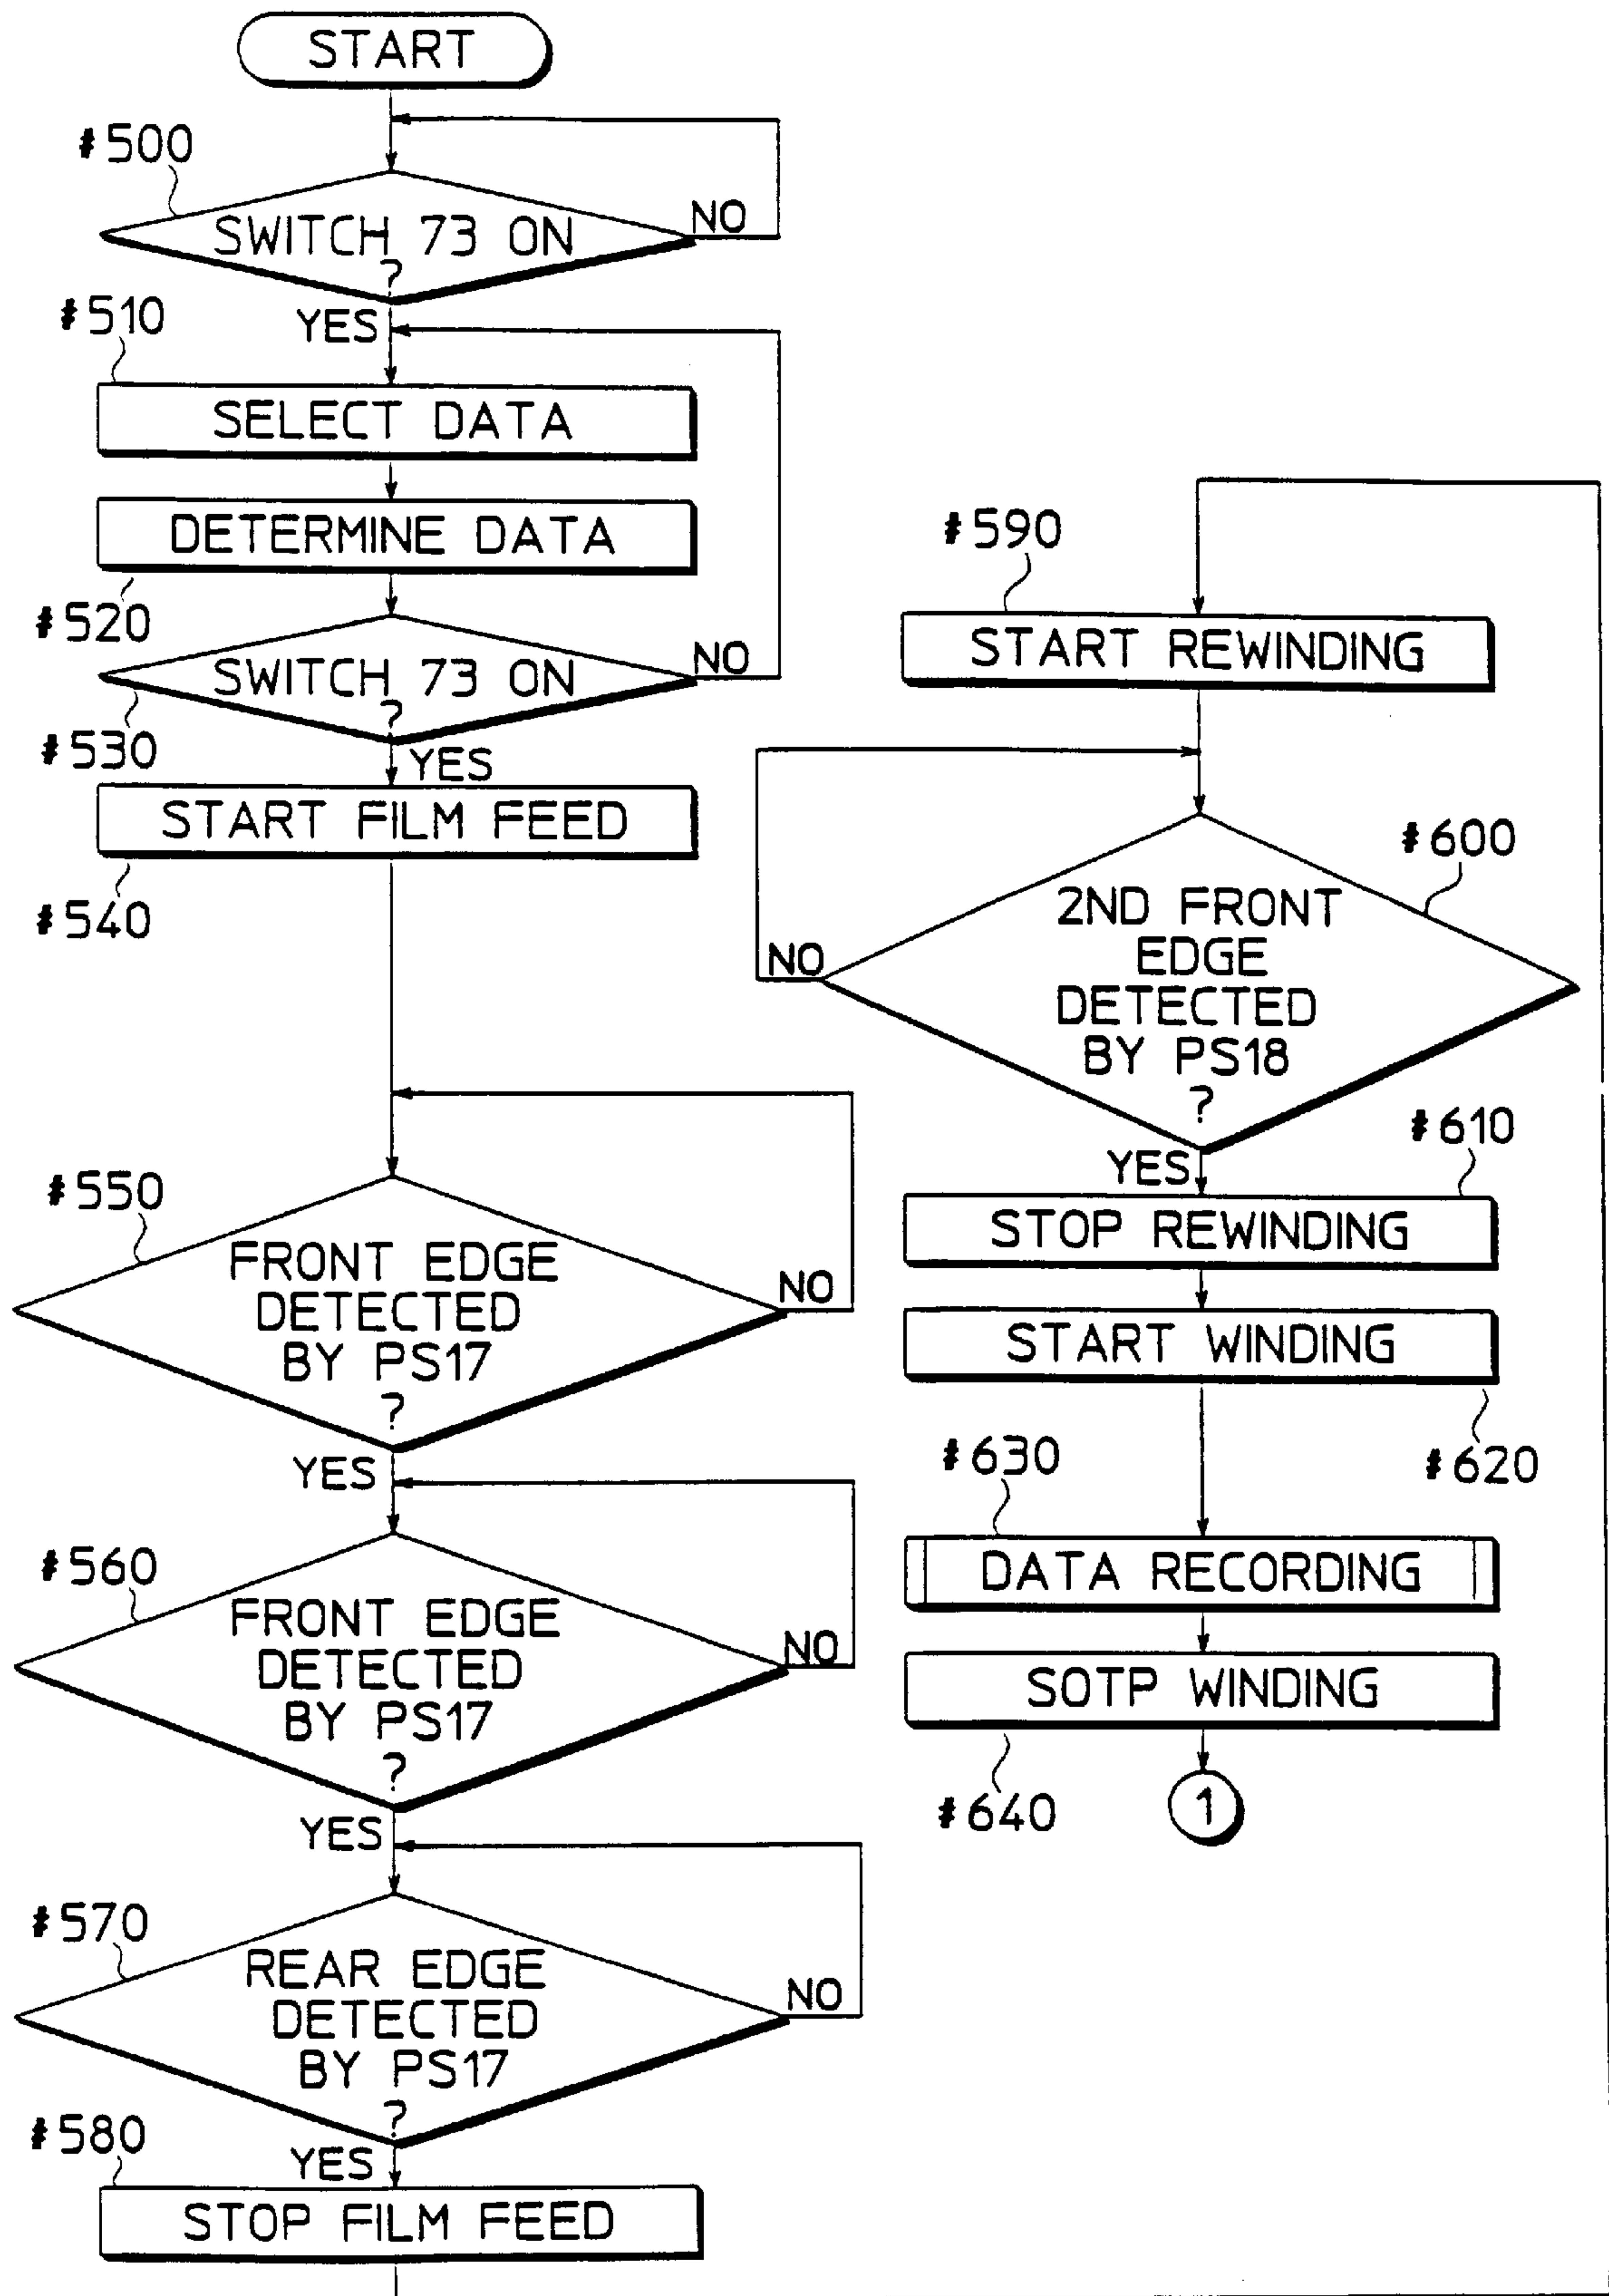 START
#500
SWITCH 73 ON
?
NO
YES
#510
SELECT DATA
DETERMINE DATA
#520
SWITCH 73 ON
?
NO
#530
YES
START FILM FEED
#540
#550
FRONT EDGE
DETECTED
BY PS17
?
NO
YES
#560
FRONT EDGE
DETECTED
BY PS17
?
NO
YES
#570
REAR EDGE
DETECTED
BY PS17
?
NO
#580
YES
STOP FILM FEED
#590
START REWINDING
#600
2ND FRONT
EDGE
DETECTED
BY PS18
?
NO
YES
#610
STOP REWINDING
START WINDING
#620
#630
DATA RECORDING
SOTP WINDING
#640
1